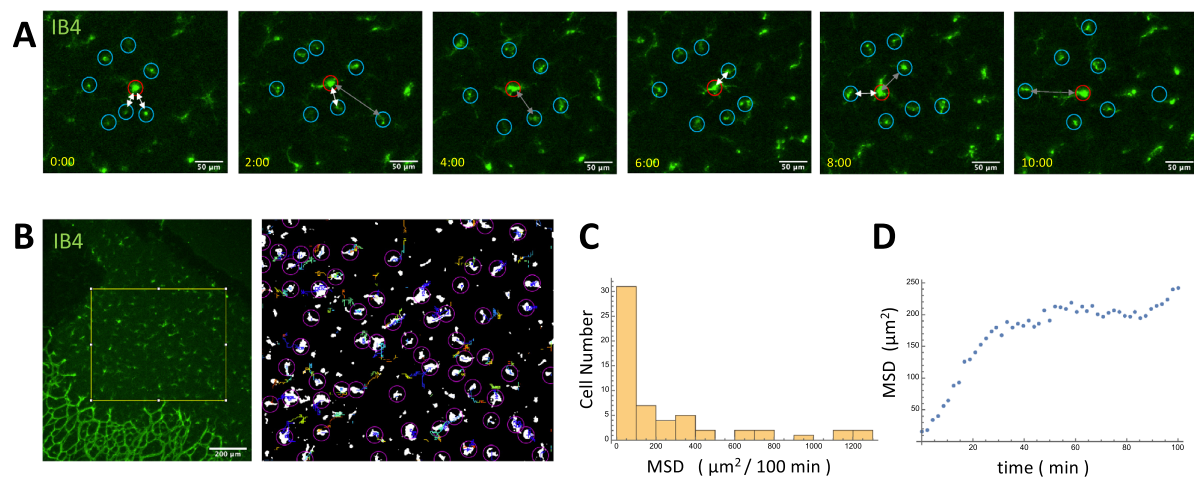 A
IB4
0:00
50 μm
2:00
50 μm
4:00
50 μm
6:00
50 μm
8:00
50 μm
10:00
50 μm
B
IB4
200 μm
C
Cell Number
30
25
20
15
10
5
0
0
200
400
600
800
1000
1200
MSD ( μm² / 100 min )
D
MSD (μm²)
250
200
150
100
50
0
20
40
60
80
100
time ( min )